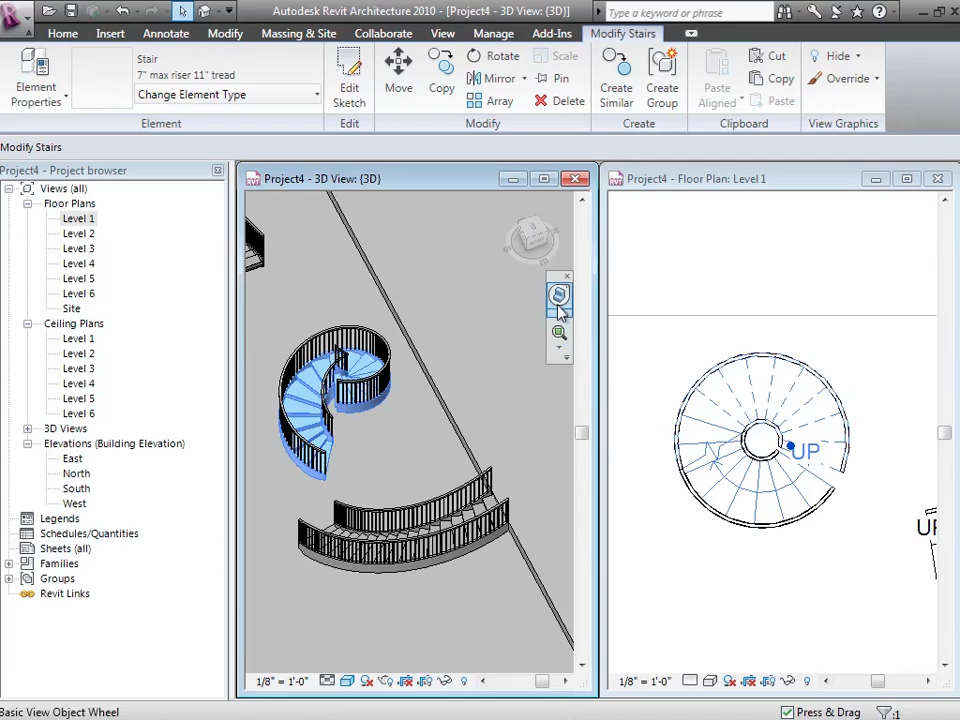 Autodesk Revit Architecture 2010 - [Project4 - 3D View: {3D}]
Type a keyword or phrase
Home Insert Annotate Modify Massing & Site Collaborate View Manage Add-Ins Modify Stairs
Element Properties
Stair
7" max riser 11" tread
Change Element Type
Element
Edit Sketch
Edit
Move
Copy
Rotate
Mirror
Array
Scale
Pin
Delete
Modify
Create Similar
Create Group
Create
Paste Aligned
Cut
Copy
Paste
Clipboard
Hide
Override
View Graphics
Modify Stairs
Project4 - Project browser
Views (all)
Floor Plans
Level 1
Level 2
Level 3
Level 4
Level 5
Level 6
Site
Ceiling Plans
Level 1
Level 2
Level 3
Level 4
Level 5
Level 6
3D Views
Elevations (Building Elevation)
East
North
South
West
Legends
Schedules/Quantities
Sheets (all)
Families
Groups
Revit Links
Project4 - 3D View: {3D}
1/8" = 1'-0"
Project4 - Floor Plan: Level 1
UP
UP
1/8" = 1'-0"
Basic View Object Wheel
Press & Drag
:1